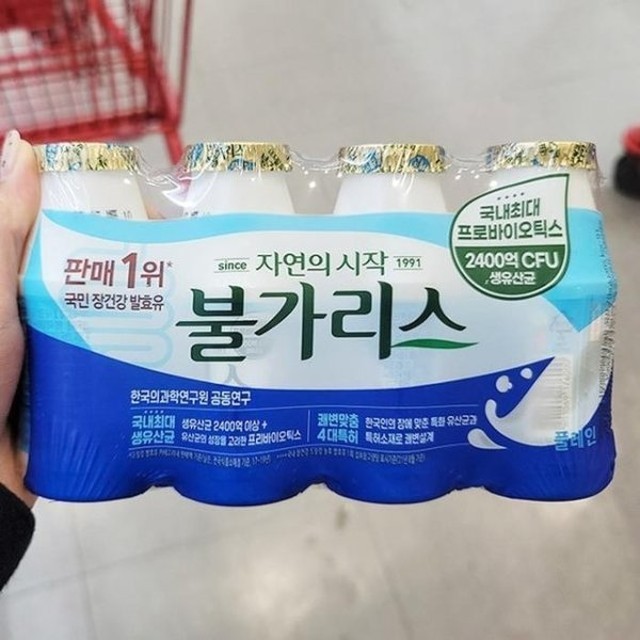 판매 1위*
국민 장건강 발효유
since 자연의 시작 1991
불가리스
국내최대
프로바이오틱스
2400억 CFU
생유산균
한국의과학연구원 공동연구
국내최대
생유산균
생유산균 2400억 이상 +
유산균의 성장을 고려한 프리바이오틱스
쾌변맞춤
4대특허
한국인의 장에 맞춘 특화 유산균과
특허소재로 쾌변설계
플레인